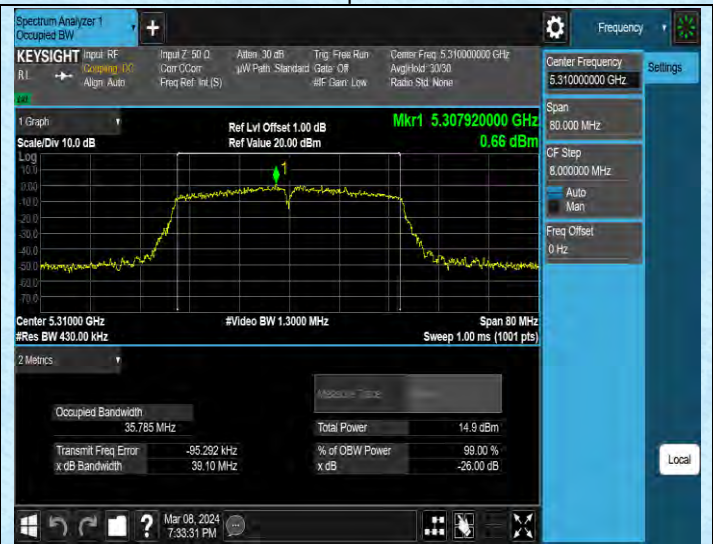 Spectrum Analyzer 1
Occupied BW
+
Frequency
KEYSIGHT
RL
Input: RF
Coupling: DC
Align: Auto
Input Z: 50 Ω
Corr CCorr
Freq Ref: Int (S)
Atten: 30 dB
µW Path: Standard
Trig: Free Run
Gate: Off
#IF Gain: Low
Center Freq: 5.310000000 GHz
Avg|Hold: 30/30
Radio Std: None
Center Frequency
5.310000000 GHz
Settings
Span
80.000 MHz
CF Step
8.000000 MHz
Auto
Man
Freq Offset
0 Hz
1 Graph
Scale/Div 10.0 dB
Ref Lvl Offset 1.00 dB
Ref Value 20.00 dBm
Mkr1 5.307920000 GHz
0.66 dBm
Log
10.0
0.00
-10.0
-20.0
-30.0
-40.0
-50.0
-60.0
-70.0
1
Center 5.31000 GHz
#Res BW 430.00 kHz
#Video BW 1.3000 MHz
Span 80 MHz
Sweep 1.00 ms (1001 pts)
2 Metrics
Measure Trace
Occupied Bandwidth
35.785 MHz
Total Power
14.9 dBm
Transmit Freq Error
-95.292 kHz
% of OBW Power
99.00 %
x dB Bandwidth
39.10 MHz
x dB
-26.00 dB
Local
?
Mar 08, 2024
7:33:31 PM